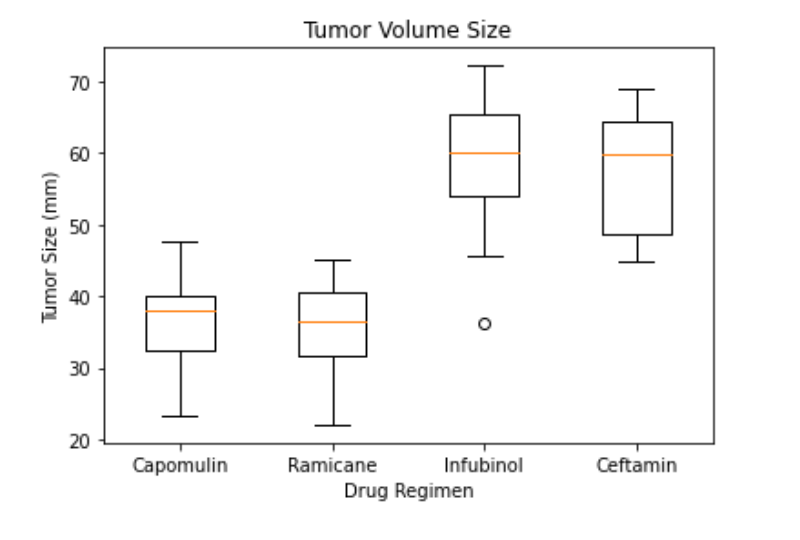 Tumor Volume Size
70
60
50
40
30
20
Tumor Size (mm)
Capomulin Ramicane Infubinol Ceftamin
Drug Regimen